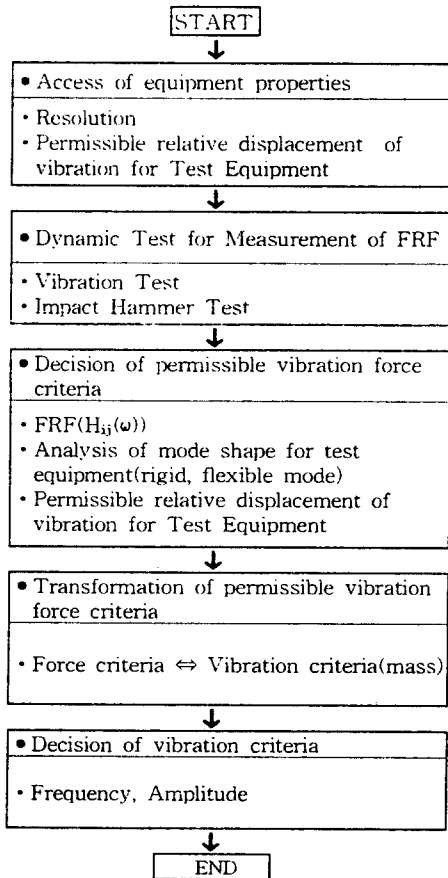 START
• Access of equipment properties
· Resolution
· Permissible relative displacement of
vibration for Test Equipment
• Dynamic Test for Measurement of FRF
· Vibration Test
· Impact Hammer Test
• Decision of permissible vibration force
criteria
· FRF(Hij(ω))
· Analysis of mode shape for test
equipment(rigid, flexible mode)
· Permissible relative displacement of
vibration for Test Equipment
• Transformation of permissible vibration
force criteria
· Force criteria ⇔ Vibration criteria(mass)
• Decision of vibration criteria
· Frequency, Amplitude
END